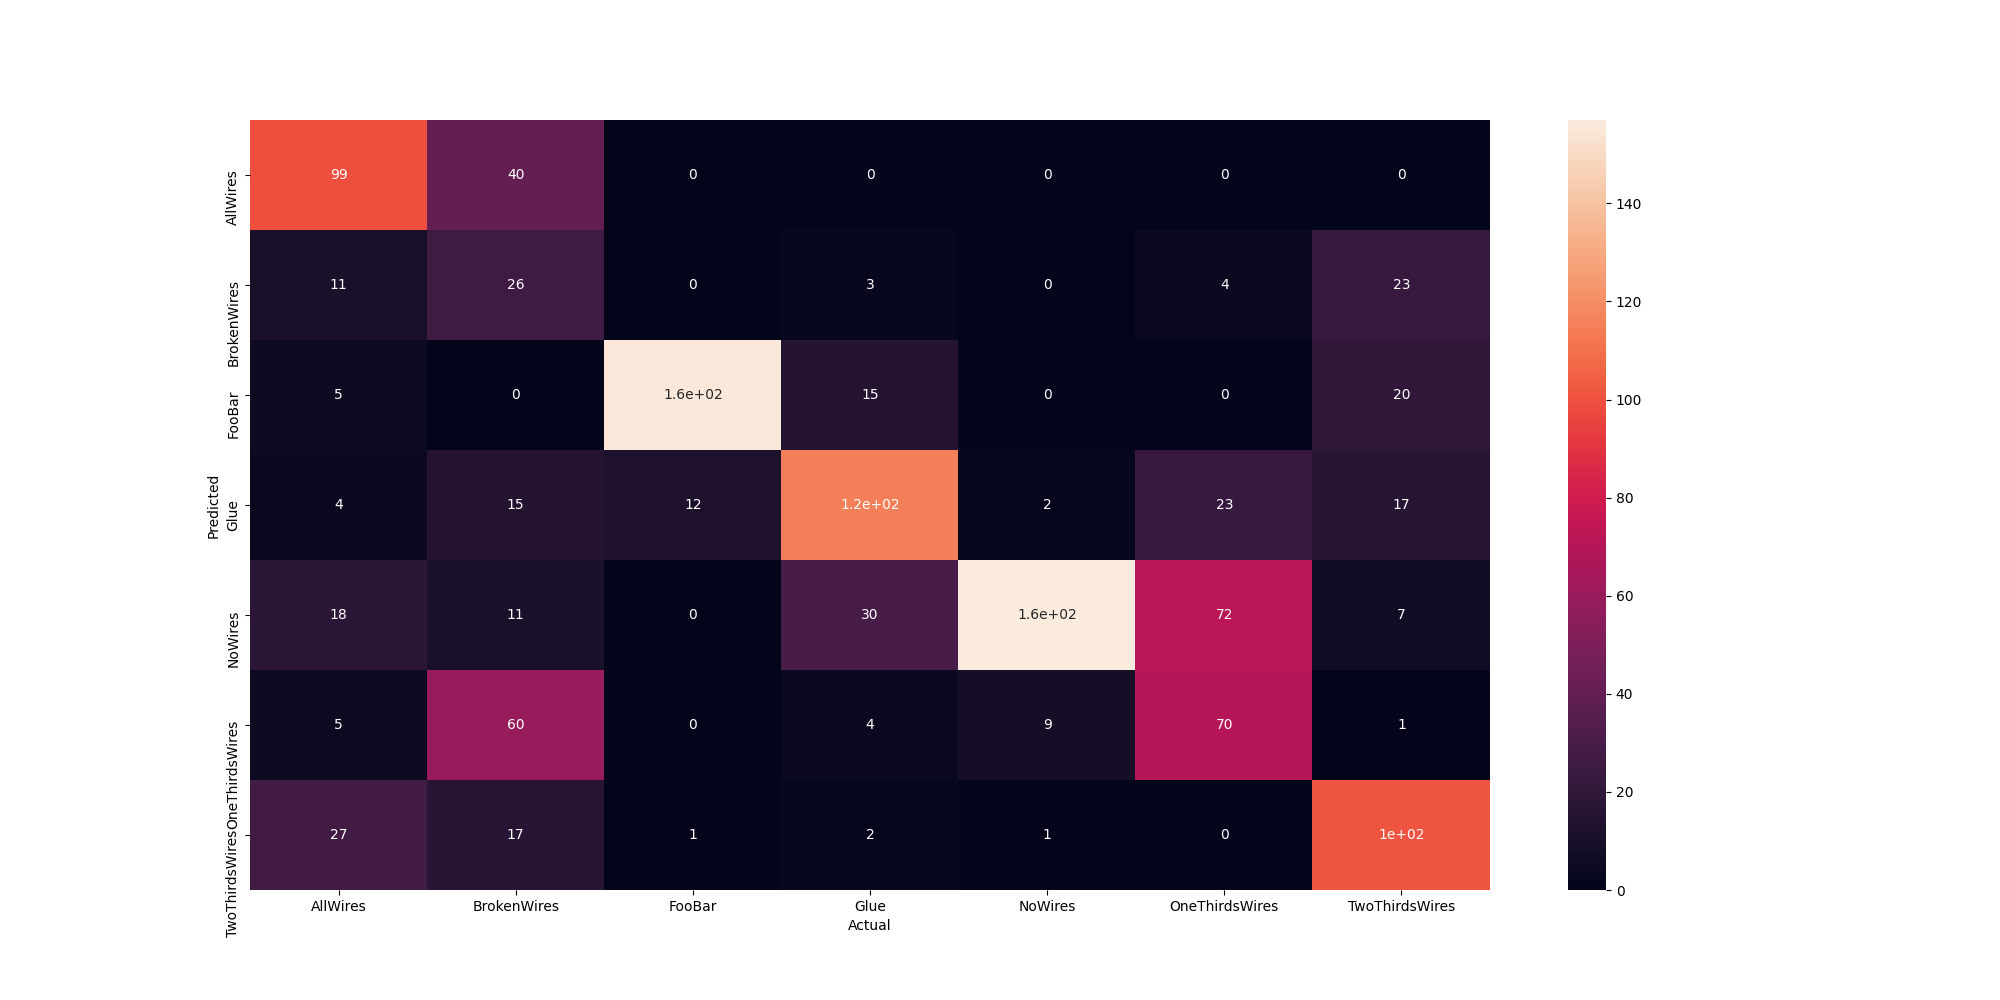 AllWires 99 40 0 0 0 0 0
BrokenWires 11 26 0 3 0 4 23
FooBar 5 0 1.6e+02 15 0 0 20
Glue 4 15 12 1.2e+02 2 23 17
NoWires 18 11 0 30 1.6e+02 72 7
OneThirdsWires 5 60 0 4 9 70 1
TwoThirdsWires 27 17 1 2 1 0 1e+02
Predicted
AllWires BrokenWires FooBar Glue NoWires OneThirdsWires TwoThirdsWires
Actual
140
120
100
80
60
40
20
0